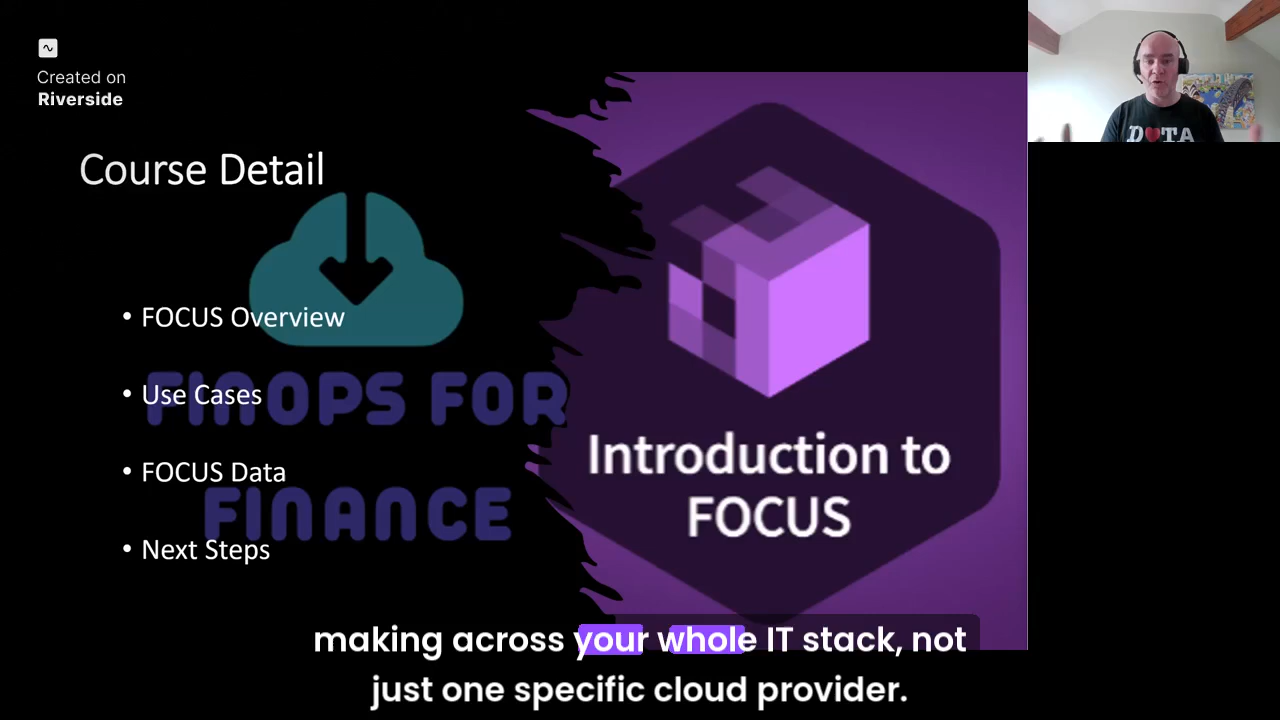 Created on
Riverside
Course Detail
• FOCUS Overview
• Use Cases
FINOPS FOR
• FOCUS Data
FINANCE
• Next Steps
Introduction to
FOCUS
D♥TA
making across your whole IT stack, not
just one specific cloud provider.